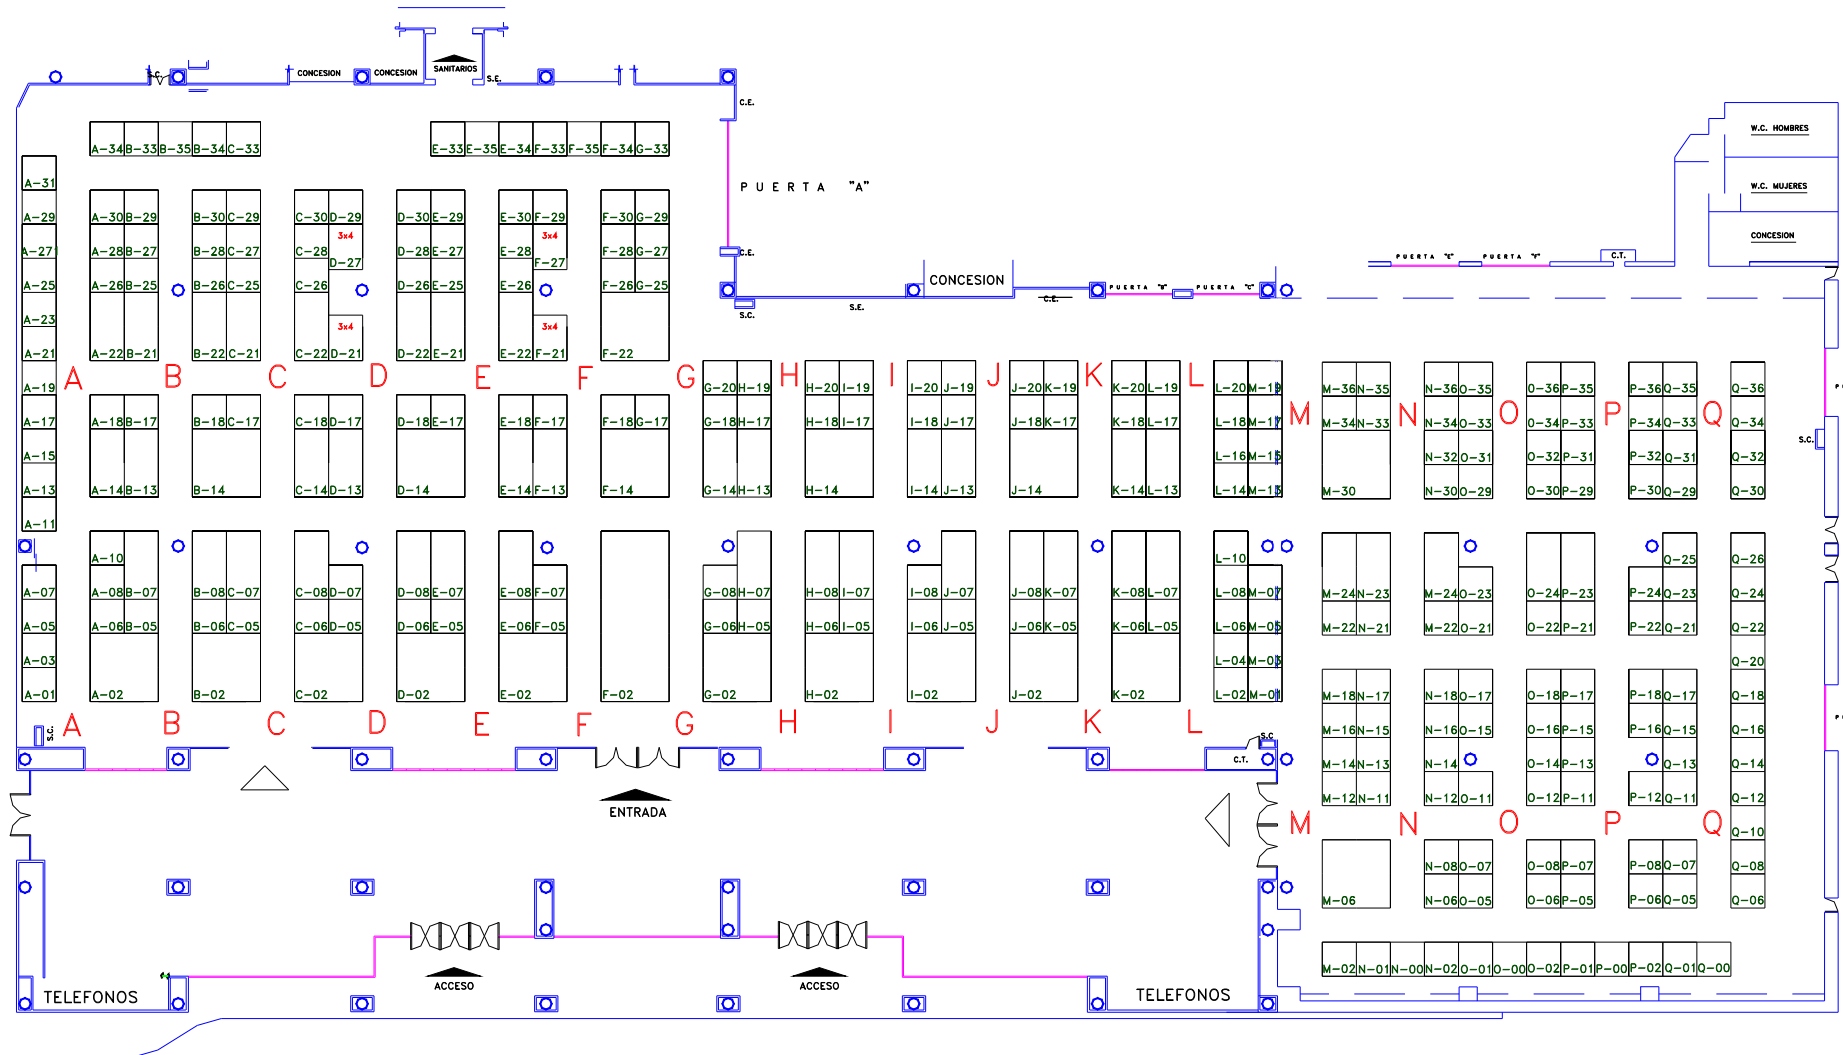 S.C. CONCESION CONCESION SANITARIOS S.E.
C.E.
W.C. HOMBRES
A-34 B-33 B-35 B-34 C-33 E-33 E-35 E-34 F-33 F-35 F-34 G-33
A-31 PUERTA "A" W.C. MUJERES
A-29 A-30 B-29 B-30 C-29 C-30 D-29 D-30 E-29 E-30 F-29 F-30 G-29
3x4 3x4 CONCESION
A-27 A-28 B-27 B-28 C-27 C-28 D-28 E-27 E-28 F-28 G-27 C.E. PUERTA "E" PUERTA "F" C.T.
D-27 F-27
A-25 A-26 B-25 B-26 C-25 C-26 D-26 E-25 E-26 F-26 G-25 CONCESION PUERTA "B" PUERTA "C"
S.C. S.E. C.E.
A-23 3x4 3x4
A-21 A-22 B-21 B-22 C-21 C-22 D-21 D-22 E-21 E-22 F-21 F-22
A B C D E F G H I J K L
A-19 G-20 H-19 H-20 I-19 I-20 J-19 J-20 K-19 K-20 L-19 L-20 M-19 M-36 N-35 N-36 O-35 O-36 P-35 P-36 Q-35 Q-36
M N O P Q
A-17 A-18 B-17 B-18 C-17 C-18 D-17 D-18 E-17 E-18 F-17 F-18 G-17 G-18 H-17 H-18 I-17 I-18 J-17 J-18 K-17 K-18 L-17 L-18 M-17 M-34 N-33 N-34 O-33 O-34 P-33 P-34 Q-33 Q-34
S.C.
A-15 L-16 M-15 N-32 O-31 O-32 P-31 P-32 Q-31 Q-32
A-13 A-14 B-13 B-14 C-14 D-13 D-14 E-14 F-13 F-14 G-14 H-13 H-14 I-14 J-13 J-14 K-14 L-13 L-14 M-13 M-30 N-30 O-29 O-30 P-29 P-30 Q-29 Q-30
A-11
A-10 L-10 Q-25 Q-26
A-07 A-08 B-07 B-08 C-07 C-08 D-07 D-08 E-07 E-08 F-07 G-08 H-07 H-08 I-07 I-08 J-07 J-08 K-07 K-08 L-07 L-08 M-07 M-24 N-23 M-24 O-23 O-24 P-23 P-24 Q-23 Q-24
A-05 A-06 B-05 B-06 C-05 C-06 D-05 D-06 E-05 E-06 F-05 G-06 H-05 H-06 I-05 I-06 J-05 J-06 K-05 K-06 L-05 L-06 M-05 M-22 N-21 M-22 O-21 O-22 P-21 P-22 Q-21 Q-22
A-03 L-04 M-03 Q-20
A-01 A-02 B-02 C-02 D-02 E-02 F-02 G-02 H-02 I-02 J-02 K-02 L-02 M-01 M-18 N-17 N-18 O-17 O-18 P-17 P-18 Q-17 Q-18
A B C D E F G H I J K L
S.C. S.C M-16 N-15 N-16 O-15 O-16 P-15 P-16 Q-15 Q-16
C.T. M-14 N-13 N-14 O-14 P-13 Q-13 Q-14
M-12 N-11 N-12 O-11 O-12 P-11 P-12 Q-11 Q-12
ENTRADA
M N O P Q
Q-10
N-08 O-07 O-08 P-07 P-08 Q-07 Q-08
M-06 N-06 O-05 O-06 P-05 P-06 Q-05 Q-06
M-02 N-01 N-00 N-02 O-01 O-00 O-02 P-01 P-00 P-02 Q-01 Q-00
ACCESO ACCESO
TELEFONOS TELEFONOS